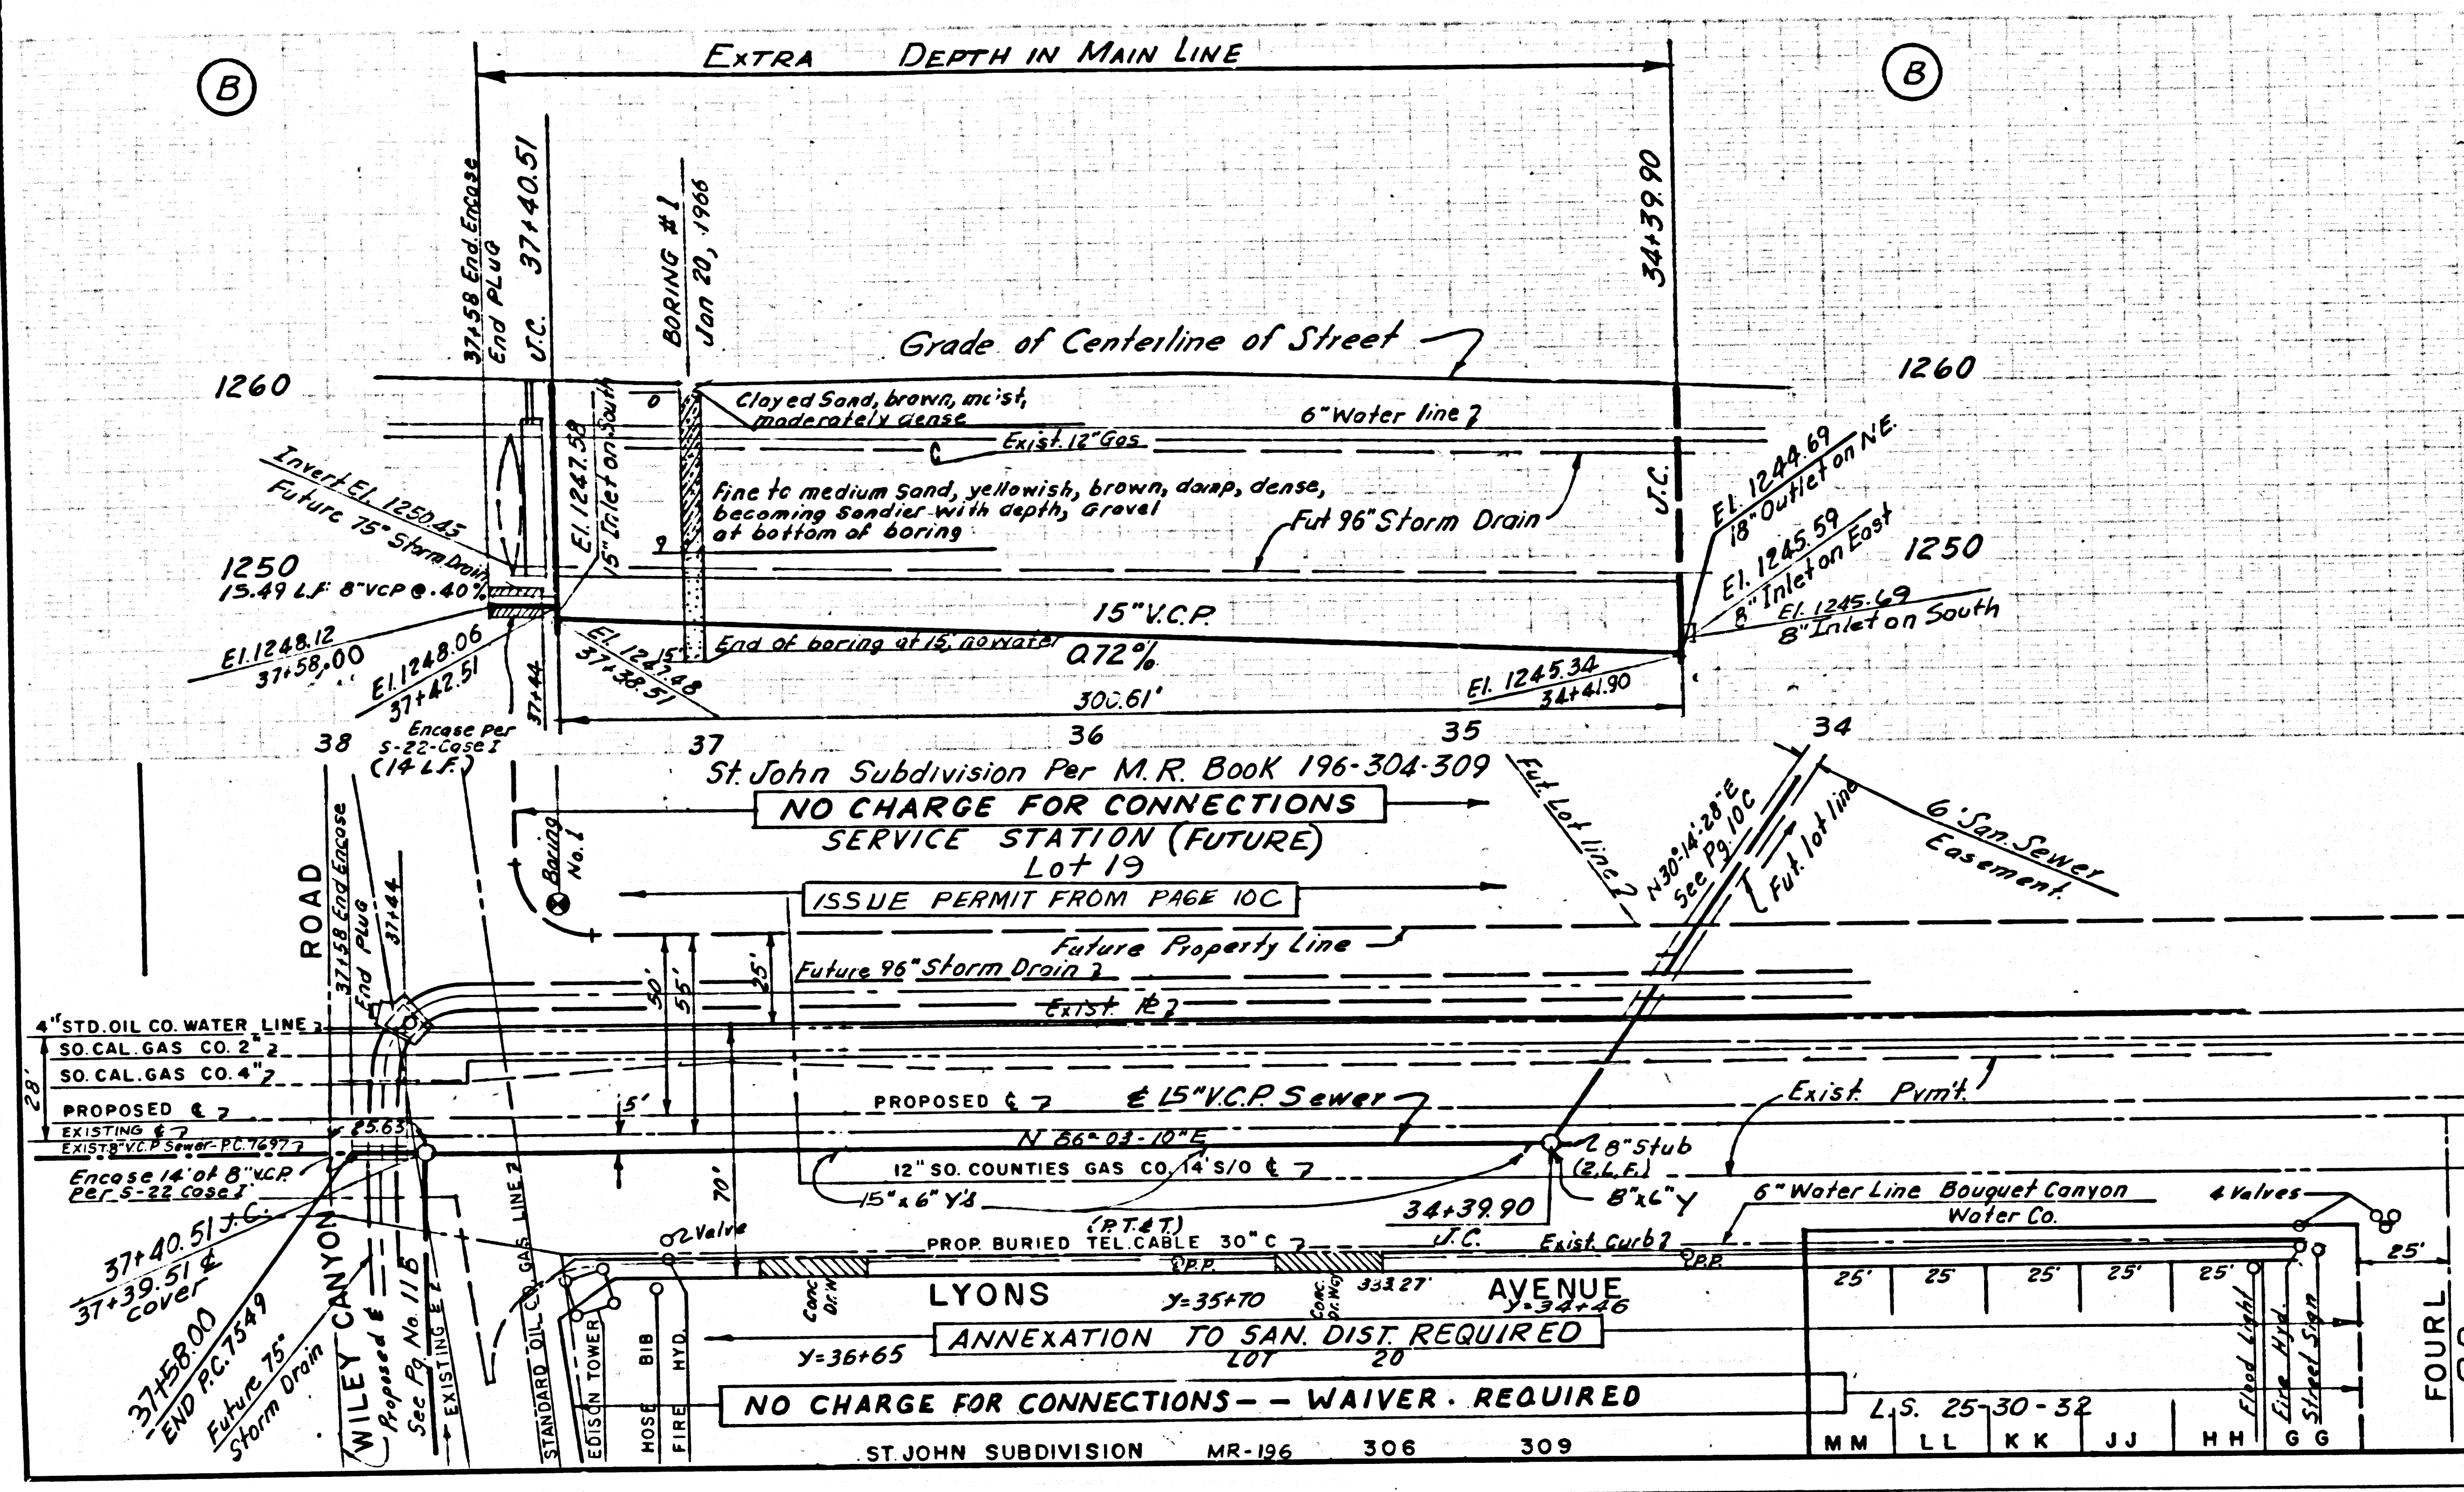 EXTRA DEPTH IN MAIN LINE
B
B
37+58 End Encase
End PLUG
J.C. 37+40.51
BORING #1
Jan 20, 1966
34+39.90
Grade of Centerline of Street
1260
1260
0
Clayed Sand, brown, moist,
moderately dense
6" Water line
Exist. 12" Gas
El. 1247.58
15" Inlet on South
Invert El. 1250.45
Future 75" Storm Drain
Fine to medium Sand, yellowish, brown, damp, dense,
becoming Sandier with depth, Gravel
at bottom of boring
9
Fut 96" Storm Drain
J.C.
El. 1244.69
18" Outlet on N.E.
El. 1245.59
8" Inlet on East
El. 1245.69
8" Inlet on South
1250
1250
15.49 L.F. 8" VCP @ .40%
15" V.C.P.
El. 1248.12
37+58.00
El. 1248.06
37+42.51
El. 1247.48
37+38.51
15'
End of boring at 15', no water
0.72%
El. 1245.34
34+41.90
37+44
300.61'
Encase per
S-22-Case I
(14 L.F.)
38
37
36
35
34
St. John Subdivision Per M.R. Book 196-304-309
NO CHARGE FOR CONNECTIONS
SERVICE STATION (FUTURE)
Lot 19
ISSUE PERMIT FROM PAGE 10C
Boring
No. 1
Fut. Lot line
N30°-14'-28"E
See Pg. 10C
Fut. lot line
6' San. Sewer
Easement.
ROAD
37+58 End Encase
End PLUG
37+44
Future Property Line
Future 96" Storm Drain
50'
55'
25'
Exist. PL
4" STD. OIL CO. WATER LINE
SO. CAL. GAS CO. 2"
SO. CAL. GAS CO. 4"
28'
PROPOSED ℄
EXISTING ℄
EXIST. 8" V.C.P. Sewer-P.C. 7697
25.63
5'
PROPOSED ℄
℄ 15" V.C.P. Sewer
Exist. Pvm't.
N 86°-03'-10"E
12" SO. COUNTIES GAS CO. 14' S/O ℄
8" Stub
(2 L.F.)
8"x6" Y
Encase 14' of 8" V.C.P.
Per S-22 Case I
15" x 6" Y's
70'
34+39.90
J.C.
6" Water Line Bouquet Canyon
Water Co.
4 Valves
Valve
(P.T.&T.)
PROP. BURIED TEL. CABLE 30" C
Exist. Curb
P.P.
P.P.
37+40.51 J.C.
37+39.51 ℄
cover
37+58.00
END P.C. 7549
Future 75"
Storm Drain
WILEY CANYON
Proposed ℄
See Pg. No. 11B
EXISTING ℄
STANDARD OIL CO. GAS LINE
EDISON TOWER
HOSE BIB
FIRE HYD.
Conc
Dr. W
LYONS AVENUE
Y=35+70
Conc.
Dr. Wy
333.27'
Y=34+46
25'
25'
25'
25'
25'
25'
ANNEXATION TO SAN. DIST. REQUIRED
Y=36+65
LOT 20
NO CHARGE FOR CONNECTIONS-- WAIVER. REQUIRED
Flood Light
Fire Hyd.
Street Sign
L.S. 25-30-32
FOURL
ST. JOHN SUBDIVISION MR-196 306 309
MM LL KK JJ HH GG